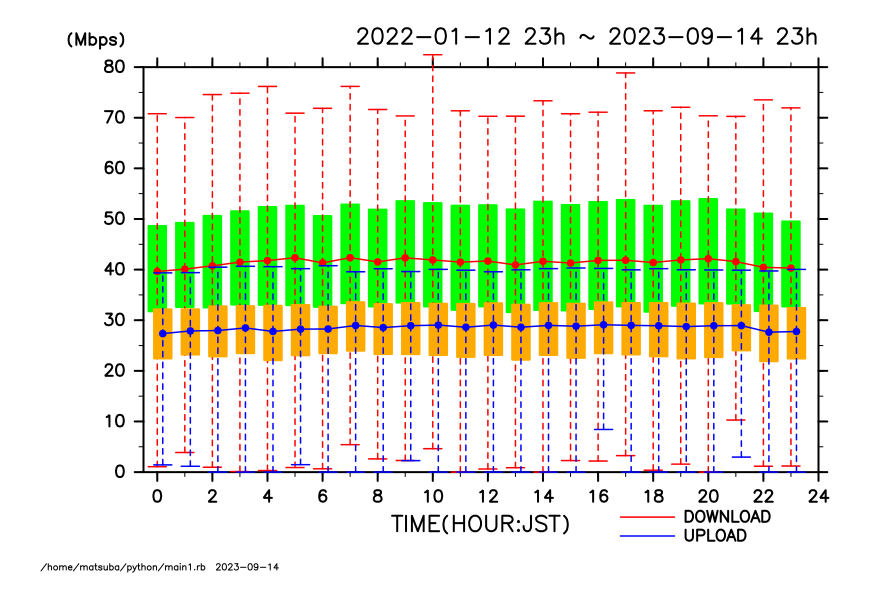 (Mbps)
2022-01-12 23h ~ 2023-09-14 23h
80
70
60
50
40
30
20
10
0
0 2 4 6 8 10 12 14 16 18 20 22 24
TIME(HOUR:JST)
DOWNLOAD
UPLOAD
/home/matsuba/python/main1.rb 2023-09-14